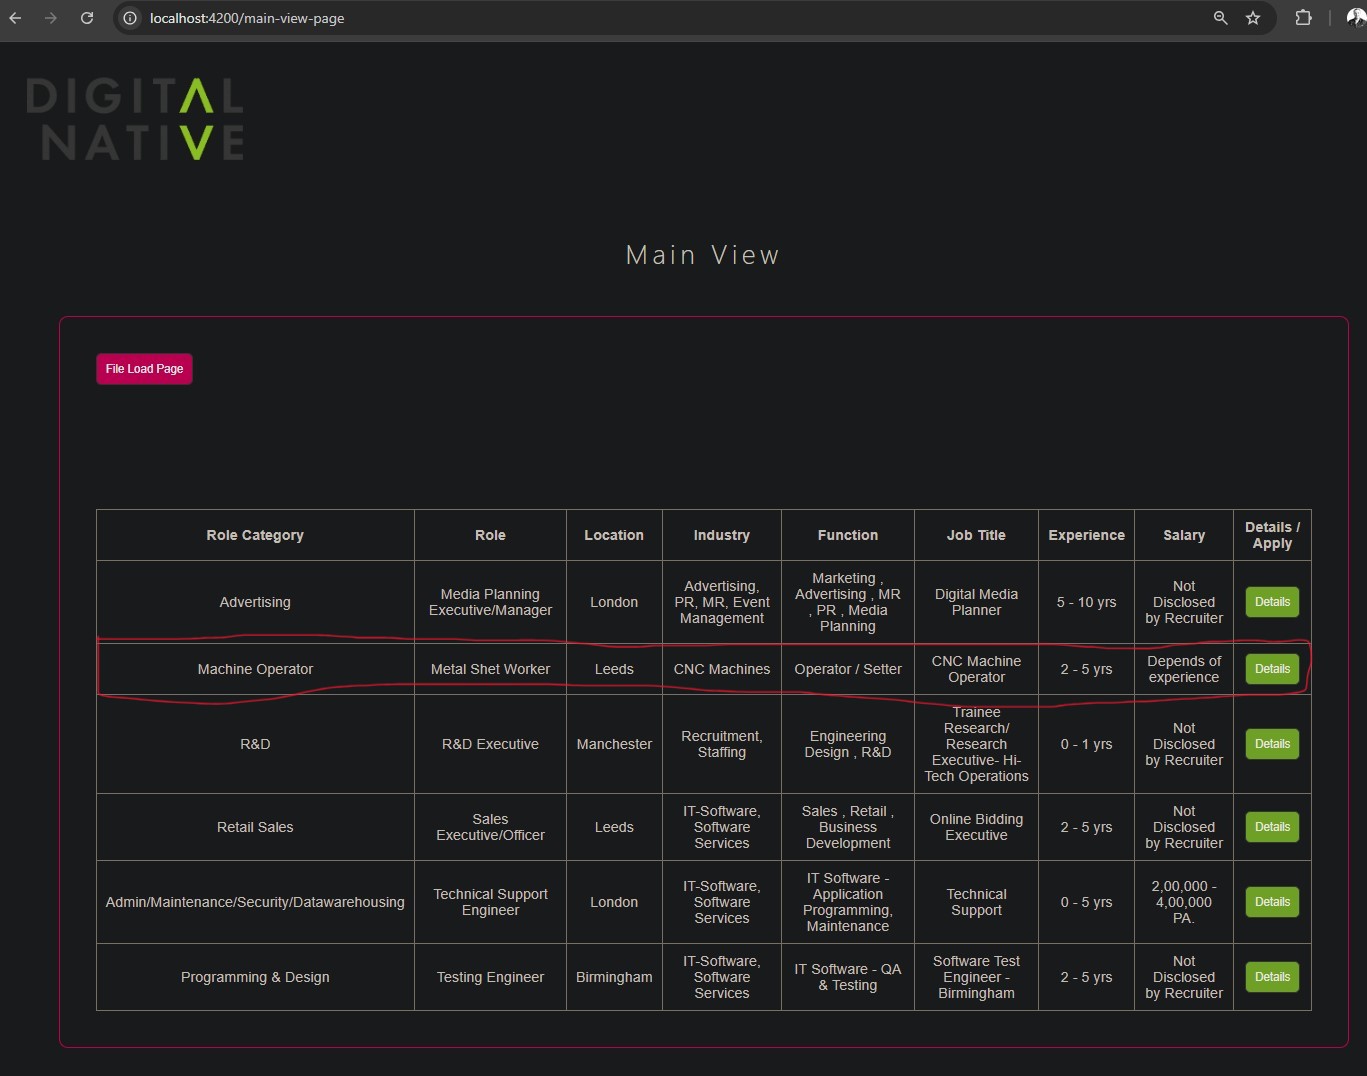 localhost:4200/main-view-page
DIGITAL
NATIVE
Main View
File Load Page
Role Category Role Location Industry Function Job Title Experience Salary Details /
Apply
Advertising
Media Planning
Executive/Manager
London
Advertising,
PR, MR, Event
Management
Marketing ,
Advertising , MR
, PR , Media
Planning
Digital Media
Planner
5 - 10 yrs
Not
Disclosed
by Recruiter
Details
Machine Operator
Metal Shet Worker
Leeds
CNC Machines
Operator / Setter
CNC Machine
Operator
2 - 5 yrs
Depends of
experience
Details
R&D
R&D Executive
Manchester
Recruitment,
Staffing
Engineering
Design , R&D
Trainee
Research/
Research
Executive- Hi-
Tech Operations
0 - 1 yrs
Not
Disclosed
by Recruiter
Details
Retail Sales
Sales
Executive/Officer
Leeds
IT-Software,
Software
Services
Sales , Retail ,
Business
Development
Online Bidding
Executive
2 - 5 yrs
Not
Disclosed
by Recruiter
Details
Admin/Maintenance/Security/Datawarehousing
Technical Support
Engineer
London
IT-Software,
Software
Services
IT Software -
Application
Programming,
Maintenance
Technical
Support
0 - 5 yrs
2,00,000 -
4,00,000
PA.
Details
Programming & Design
Testing Engineer
Birmingham
IT-Software,
Software
Services
IT Software - QA
& Testing
Software Test
Engineer -
Birmingham
2 - 5 yrs
Not
Disclosed
by Recruiter
Details